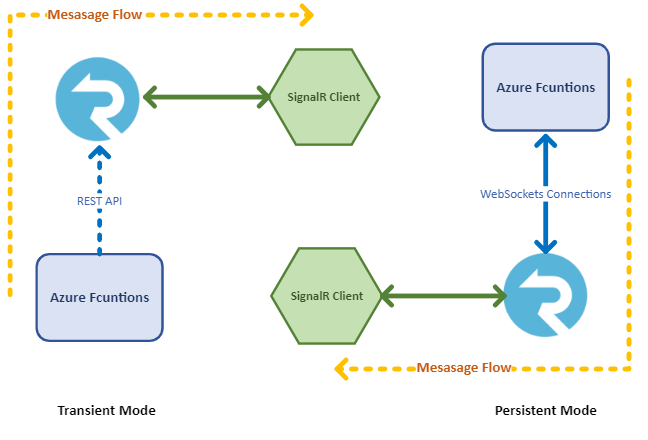 Mesasage Flow
SignalR Client
Azure Fcuntions
REST API
WebSockets Connections
Azure Fcuntions
SignalR Client
Mesasage Flow
Transient Mode
Persistent Mode